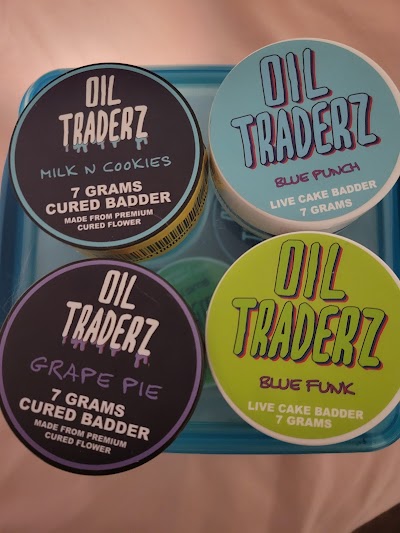 OIL
TRADERZ
MILK N COOKIES
7 GRAMS
CURED BADDER
MADE FROM PREMIUM
CURED FLOWER
OIL
TRADERZ
BLUE PUNCH
LIVE CAKE BADDER
7 GRAMS
OIL
TRADERZ
GRAPE PIE
7 GRAMS
CURED BADDER
MADE FROM PREMIUM
CURED FLOWER
OIL
TRADERZ
BLUE FUNK
LIVE CAKE BADDER
7 GRAMS